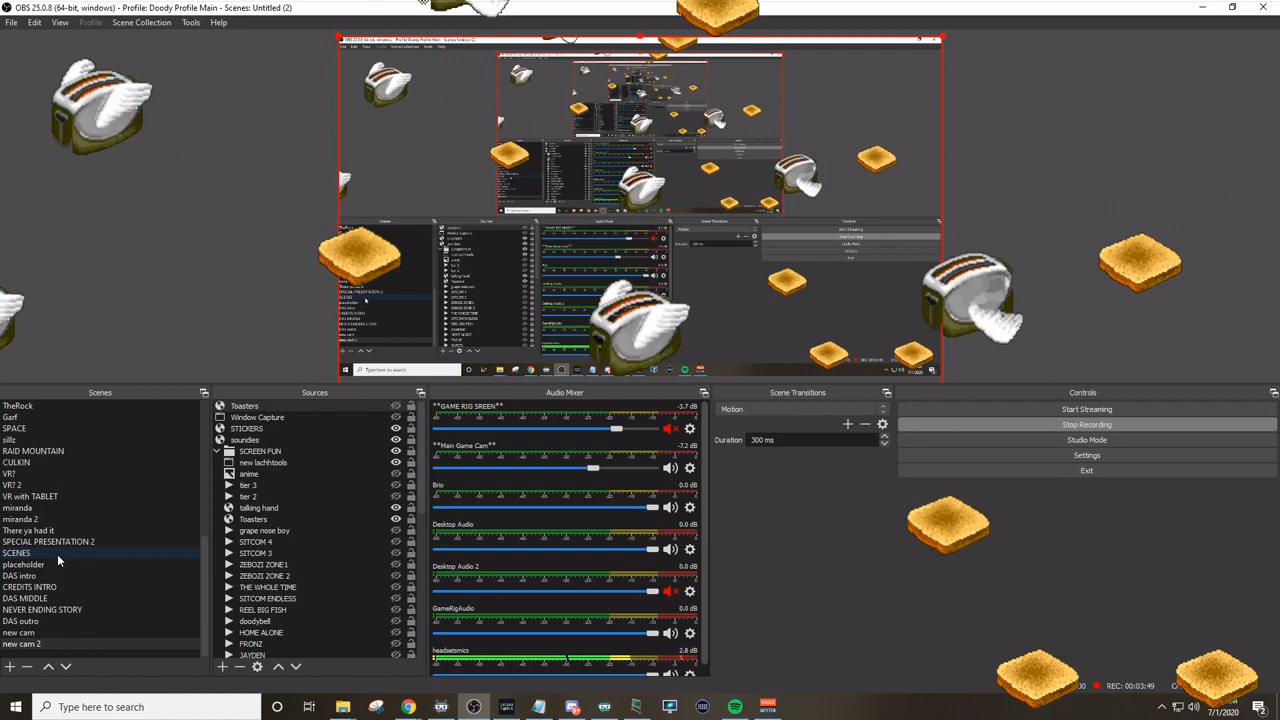 OBS 25.0.8 (64-bit, windows) - Profile: Doody Profile Main - Scenes: Untitled (2)
File Edit View Profile Scene Collection Tools Help
Scenes
TheRock
Garf
SPACE
sillz
RAID MOUNTAIN
CULKIN
VR?
VR? 2
VR with TABLET
miranda
miranda 2
There ya had it
SPECIAL PRESENTATION 2
SCENES
placeholder
DAS intro
CREDITS INTRO
DAS MIDDLE
NEVER ENDING STORY
DAS outro
new cam
new cam 2
Sources
Toasters
Window Capture
STICKERS
soundies
SCREEN FUN
new lachhtools
anime
tier 3
tier 2
talking hand
Toasters
grape nose boy
SITCOM 4
SITCOM 3
ZEBOZI ZONE1
ZEBOZI ZONE 2
THE WHOLE TIME
SITCOM ENDLESS
REEL BIG FISH
doodybell
HOME ALONE
FRONZ
JAYDEN
Audio Mixer
**GAME RIG SREEN** -3.7 dB
**Main Game Cam** -7.2 dB
Brio 0.0 dB
Desktop Audio 0.0 dB
Desktop Audio 2 0.0 dB
GameRigAudio 0.0 dB
headsetsmics 2.8 dB
Scene Transitions
Motion
Duration 300 ms
Controls
Start Streaming
Stop Recording
Studio Mode
Settings
Exit
REC: 00:03:49
Type here to search
7/1/2020